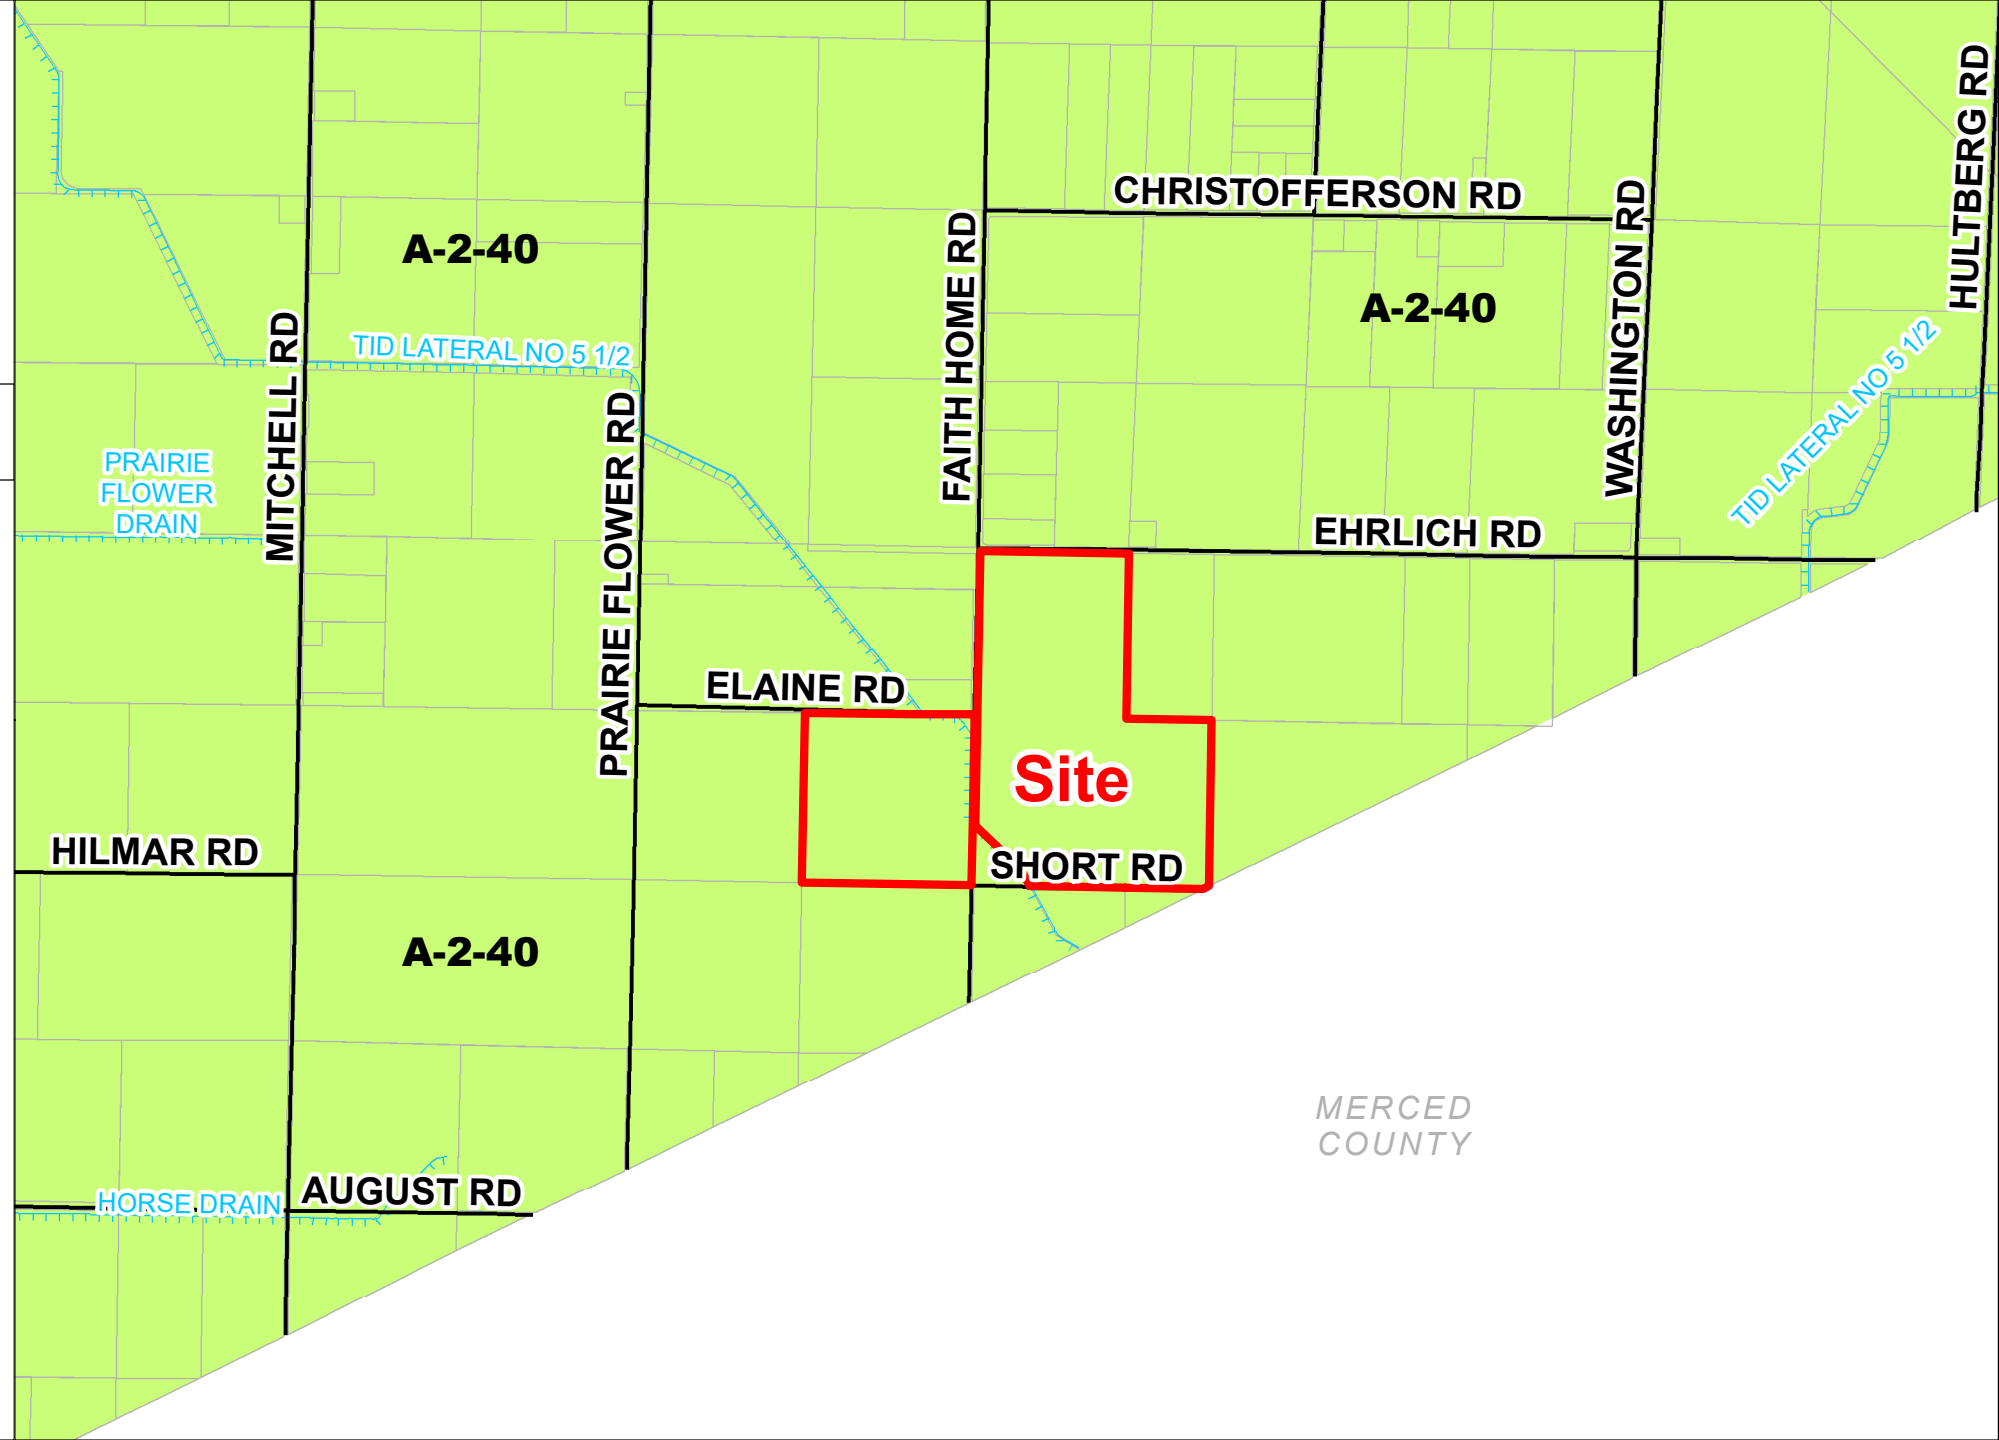 HULTBERG RD
CHRISTOFFERSON RD
WASHINGTON RD
A-2-40
FAITH HOME RD
A-2-40
MITCHELL RD
TID LATERAL NO 5 1/2
TID LATERAL NO 5 1/2
PRAIRIE FLOWER RD
PRAIRIE
FLOWER
DRAIN
EHRLICH RD
ELAINE RD
Site
HILMAR RD
SHORT RD
A-2-40
MERCED
COUNTY
AUGUST RD
HORSE DRAIN